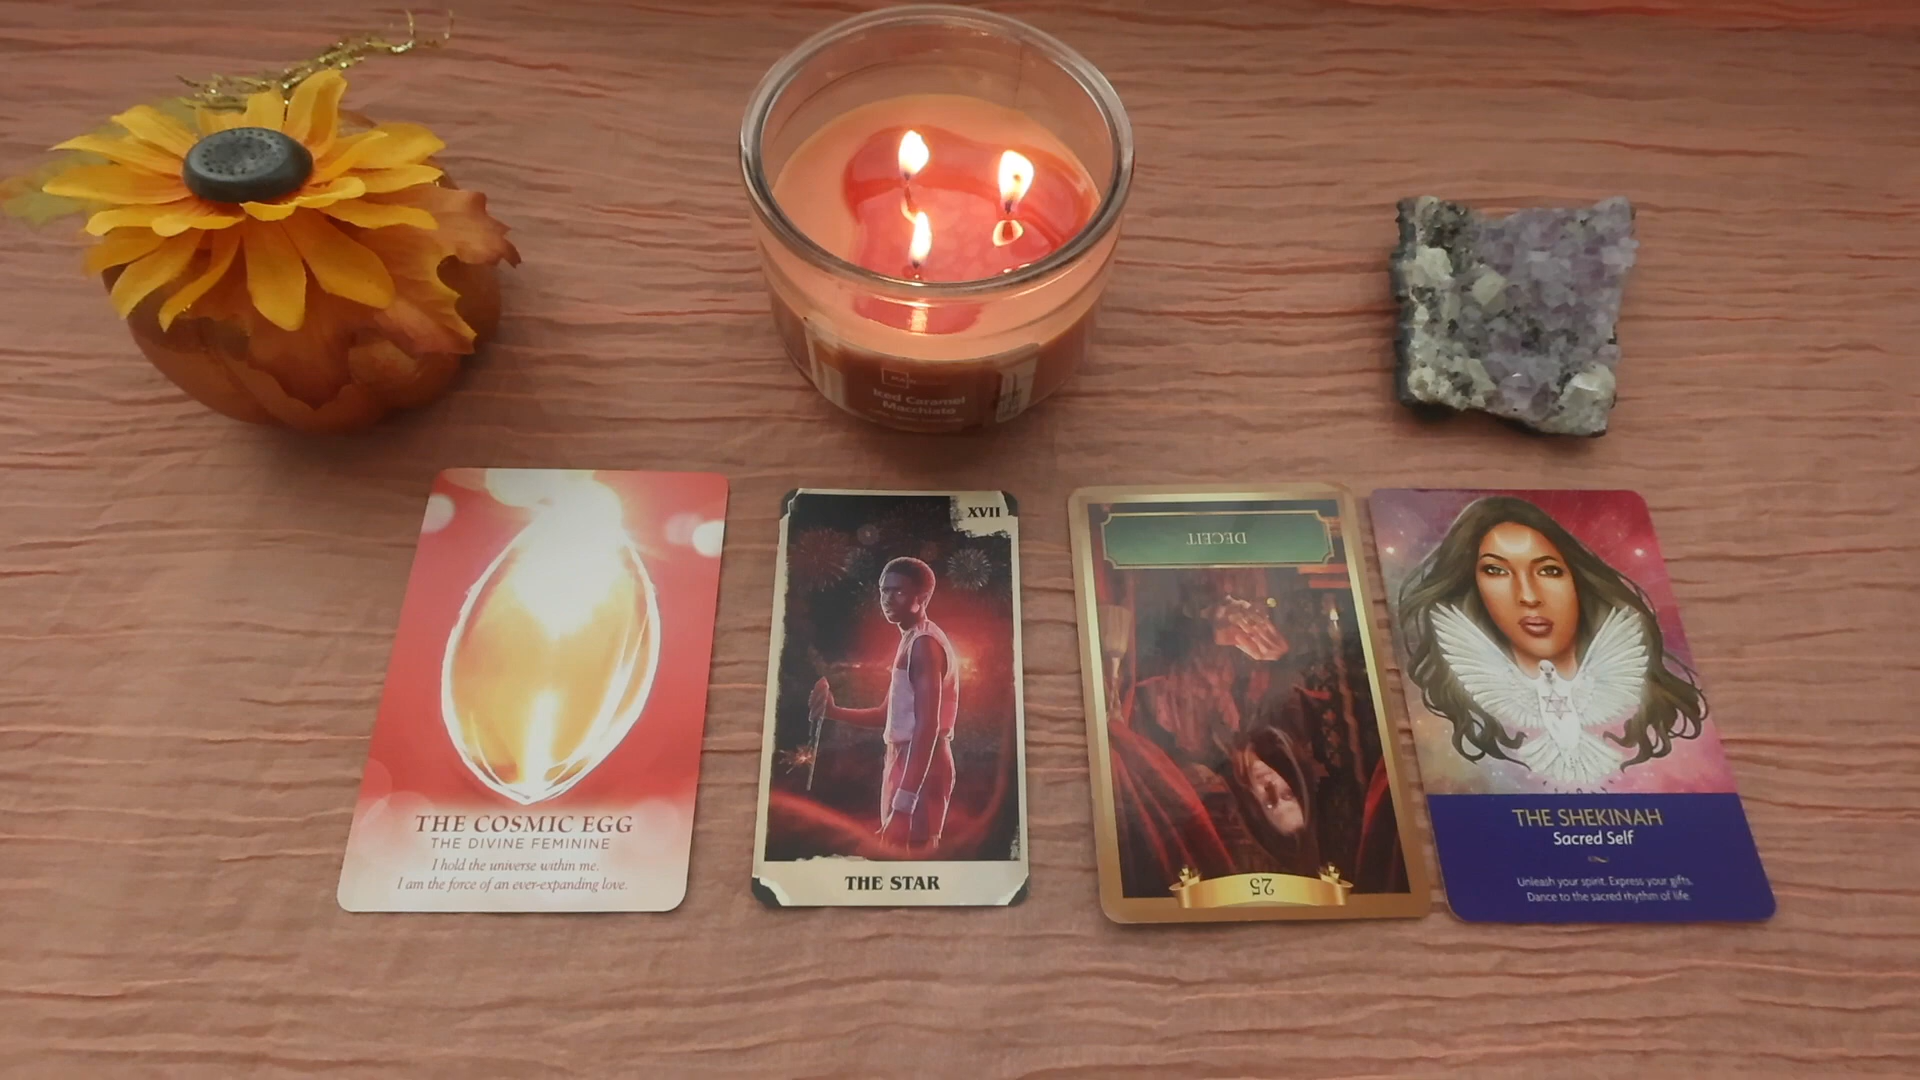 Iced Caramel
Macchiato
THE COSMIC EGG
THE DIVINE FEMININE
I hold the universe within me.
I am the force of an ever-expanding love.
XVII
THE STAR
DECEIT
25
THE SHEKINAH
Sacred Self
Unleash your spirit. Express your gifts.
Dance to the sacred rhythm of life.